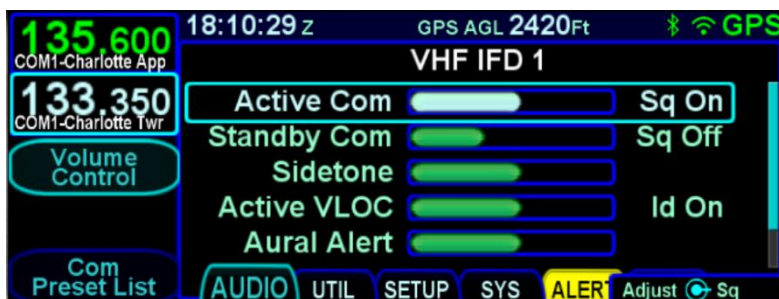 135.600
COM1-Charlotte App
133.350
COM1-Charlotte Twr
Volume
Control
Com
Preset List
18:10:29 Z GPS AGL 2420Ft GPS
VHF IFD 1
Active Com Sq On
Standby Com Sq Off
Sidetone
Active VLOC Id On
Aural Alert
AUDIO UTIL SETUP SYS ALERT Adjust Sq